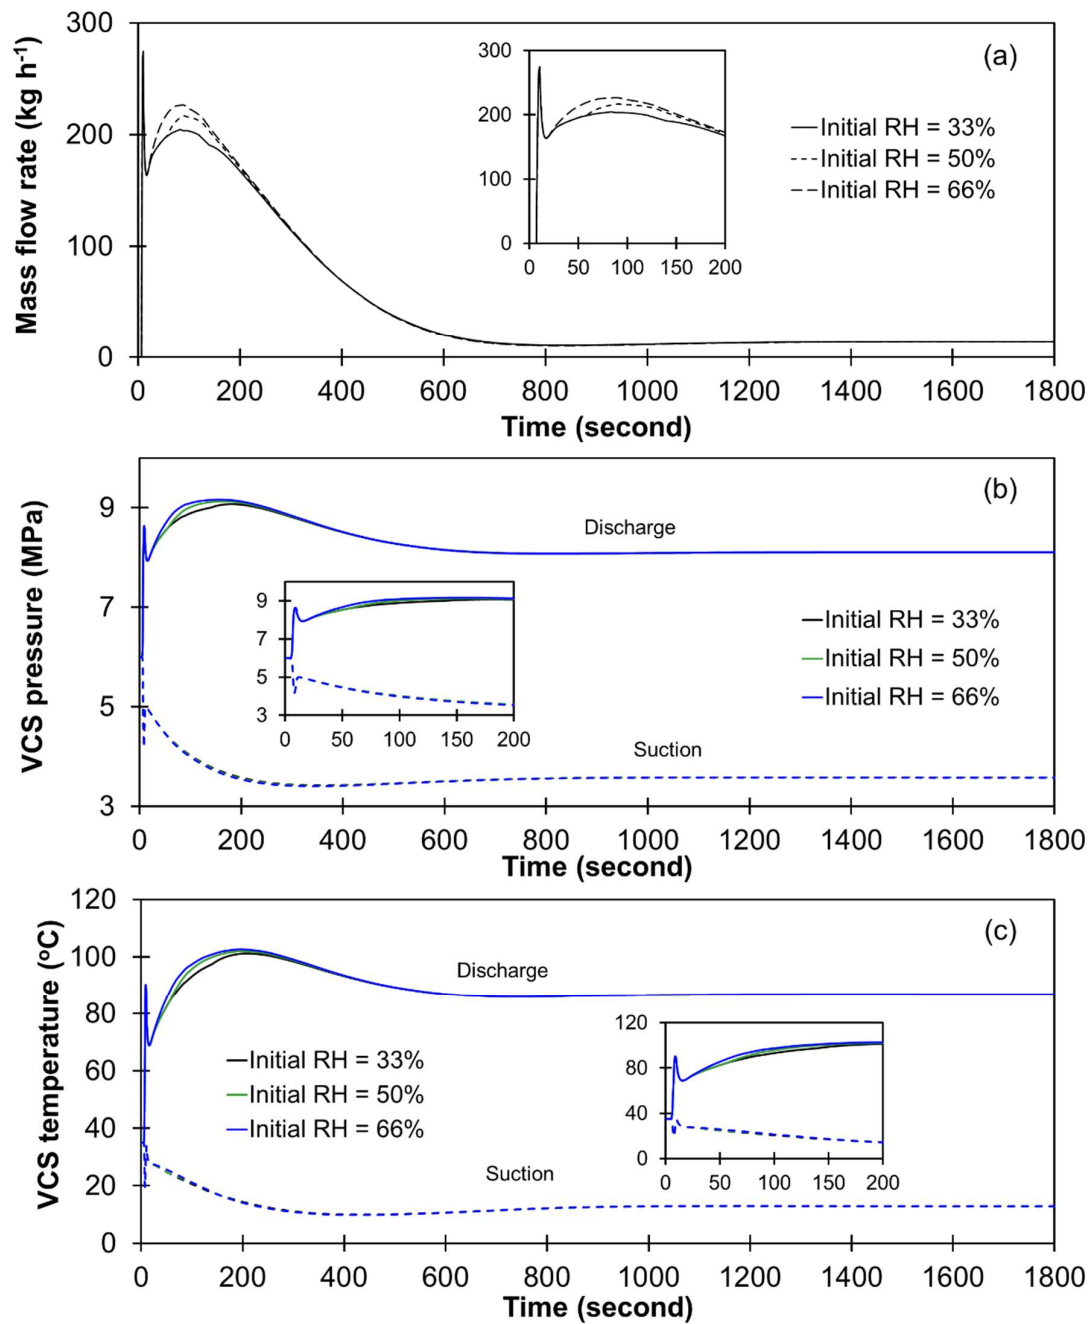 300
200
100
0
Mass flow rate (kg h-1)
(a)
300
200
100
0
0 50 100 150 200
Initial RH = 33%
Initial RH = 50%
Initial RH = 66%
0 200 400 600 800 1000 1200 1400 1600 1800
Time (second)
9
7
5
3
VCS pressure (MPa)
(b)
Discharge
9
7
5
3
0 50 100 150 200
Initial RH = 33%
Initial RH = 50%
Initial RH = 66%
Suction
0 200 400 600 800 1000 1200 1400 1600 1800
Time (second)
120
100
80
60
40
20
0
VCS temperature (oC)
(c)
Discharge
Initial RH = 33%
Initial RH = 50%
Initial RH = 66%
120
80
40
0
0 50 100 150 200
Suction
0 200 400 600 800 1000 1200 1400 1600 1800
Time (second)